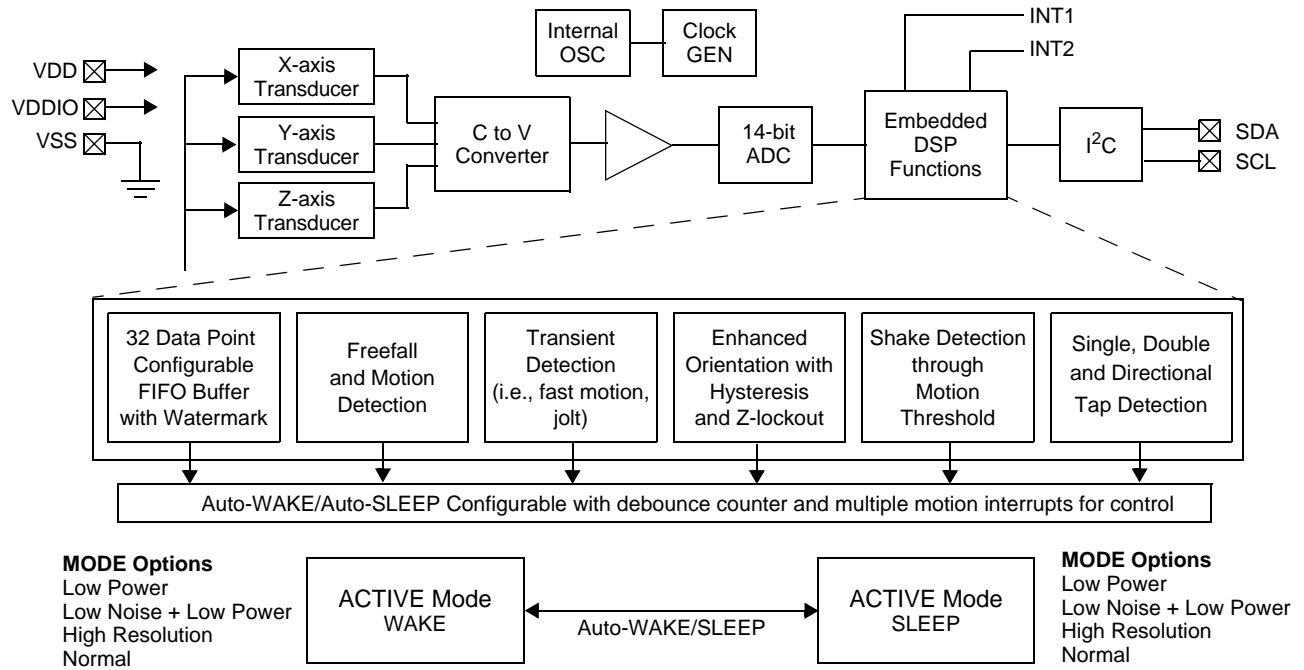 INT1
INT2
Internal
OSC
Clock
GEN
VDD
VDDIO
VSS
X-axis
Transducer
Y-axis
Transducer
Z-axis
Transducer
C to V
Converter
14-bit
ADC
Embedded
DSP
Functions
I²C
SDA
SCL
32 Data Point
Configurable
FIFO Buffer
with Watermark
Freefall
and Motion
Detection
Transient
Detection
(i.e., fast motion,
jolt)
Enhanced
Orientation with
Hysteresis
and Z-lockout
Shake Detection
through
Motion
Threshold
Single, Double
and Directional
Tap Detection
Auto-WAKE/Auto-SLEEP Configurable with debounce counter and multiple motion interrupts for control
MODE Options
Low Power
Low Noise + Low Power
High Resolution
Normal
ACTIVE Mode
WAKE
Auto-WAKE/SLEEP
ACTIVE Mode
SLEEP
MODE Options
Low Power
Low Noise + Low Power
High Resolution
Normal